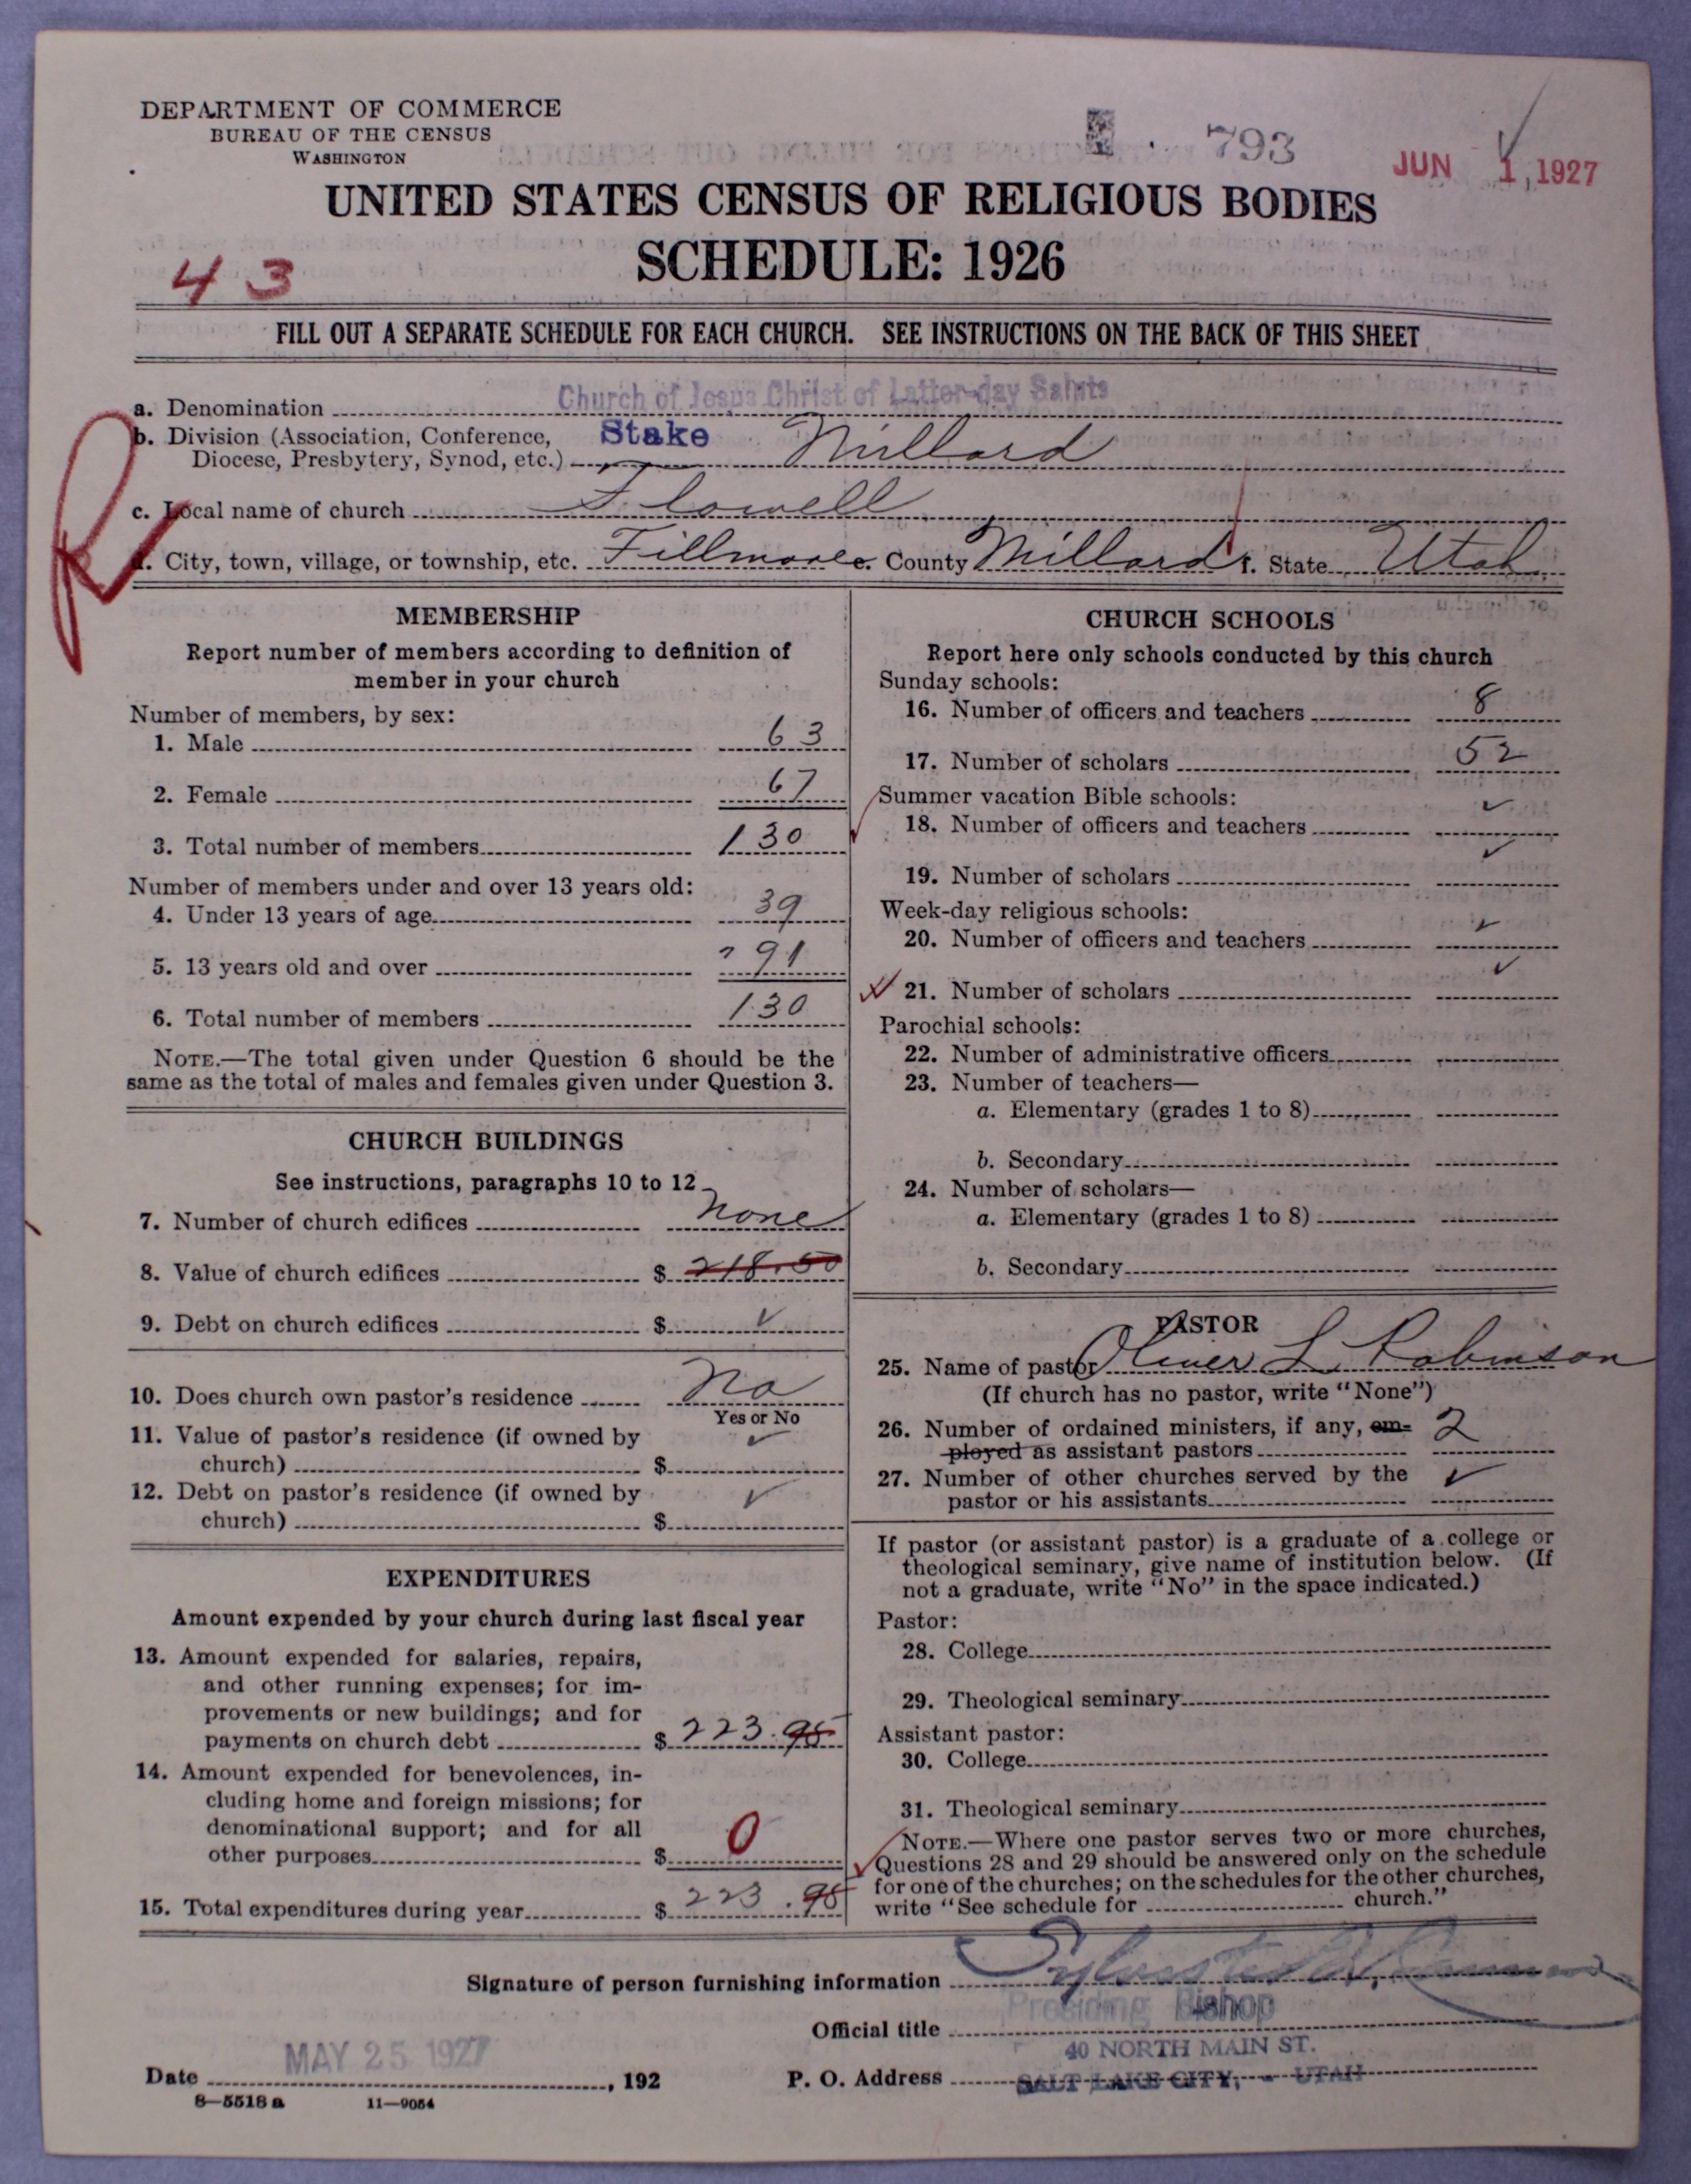 DEPARTMENT OF COMMERCE
BUREAU OF THE CENSUS
WASHINGTON
793
JUN 1, 1927
UNITED STATES CENSUS OF RELIGIOUS BODIES
SCHEDULE: 1926
43
FILL OUT A SEPARATE SCHEDULE FOR EACH CHURCH. SEE INSTRUCTIONS ON THE BACK OF THIS SHEET
a. Denomination Church of Jesus Christ of Latter-day Saints
b. Division (Association, Conference, Stake Millard
Diocese, Presbytery, Synod, etc.)
c. Local name of church Flowell
R
d. City, town, village, or township, etc. Fillmore e. County Millard f. State Utah
MEMBERSHIP
Report number of members according to definition of
member in your church
Number of members, by sex:
1. Male 63
2. Female 67
3. Total number of members 130
Number of members under and over 13 years old:
4. Under 13 years of age 39
5. 13 years old and over 91
6. Total number of members 130
NOTE.—The total given under Question 6 should be the
same as the total of males and females given under Question 3.
CHURCH BUILDINGS
See instructions, paragraphs 10 to 12
7. Number of church edifices none
8. Value of church edifices $ 218.50
9. Debt on church edifices $ ✓
10. Does church own pastor's residence No
Yes or No
11. Value of pastor's residence (if owned by ✓
church) $
12. Debt on pastor's residence (if owned by ✓
church) $
EXPENDITURES
Amount expended by your church during last fiscal year
13. Amount expended for salaries, repairs,
and other running expenses; for im-
provements or new buildings; and for
payments on church debt $ 223.95
14. Amount expended for benevolences, in-
cluding home and foreign missions; for
denominational support; and for all
other purposes $ 0
15. Total expenditures during year $ 223.95
CHURCH SCHOOLS
Report here only schools conducted by this church
Sunday schools:
16. Number of officers and teachers 8
17. Number of scholars 52
Summer vacation Bible schools:
18. Number of officers and teachers ✓
19. Number of scholars ✓
Week-day religious schools:
20. Number of officers and teachers ✓
21. Number of scholars ✓
Parochial schools:
22. Number of administrative officers
23. Number of teachers—
a. Elementary (grades 1 to 8)
b. Secondary
24. Number of scholars—
a. Elementary (grades 1 to 8)
b. Secondary
PASTOR
25. Name of pastor Oliver L. Robinson
(If church has no pastor, write "None")
26. Number of ordained ministers, if any, em- 2
ployed as assistant pastors
27. Number of other churches served by the ✓
pastor or his assistants
If pastor (or assistant pastor) is a graduate of a college or
theological seminary, give name of institution below. (If
not a graduate, write "No" in the space indicated.)
Pastor:
28. College
29. Theological seminary
Assistant pastor:
30. College
31. Theological seminary
NOTE.—Where one pastor serves two or more churches,
Questions 28 and 29 should be answered only on the schedule
for one of the churches; on the schedules for the other churches,
write "See schedule for church."
Signature of person furnishing information Sylvester Q. Cannon
Official title Presiding Bishop
Date MAY 25 1927, 192
P. O. Address 40 NORTH MAIN ST.
SALT LAKE CITY, - UTAH
8—5518 a 11—9054